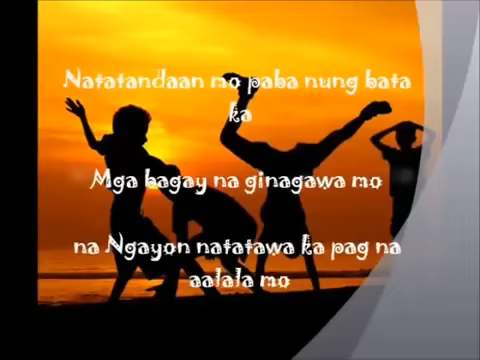 Natatandaan mo paba nung bata
ka
Mga bagay na ginagawa mo
na Ngayon natatawa ka pag na
aalala mo